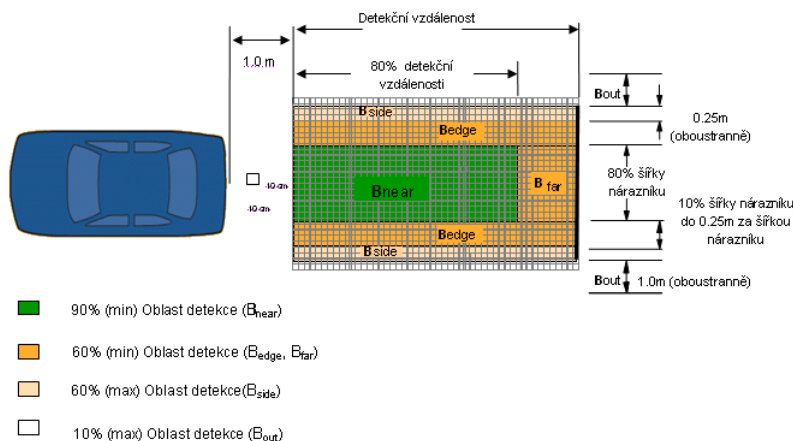 Detekční vzdálenost
1.0 m
80% detekční
vzdálenosti
Bout
Bside
0.25m
(oboustranně)
Bedge
80% šířky
nárazníku
Bnear
B far
10% šířky nárazníku
do 0.25m za šířkou
nárazníku
Bedge
Bside
Bout
1.0m (oboustranně)
90% (min) Oblast detekce (Bnear)
60% (min) Oblast detekce (Bedge, Bfar)
60% (max) Oblast detekce(Bside)
10% (max) Oblast detekce (Bout)